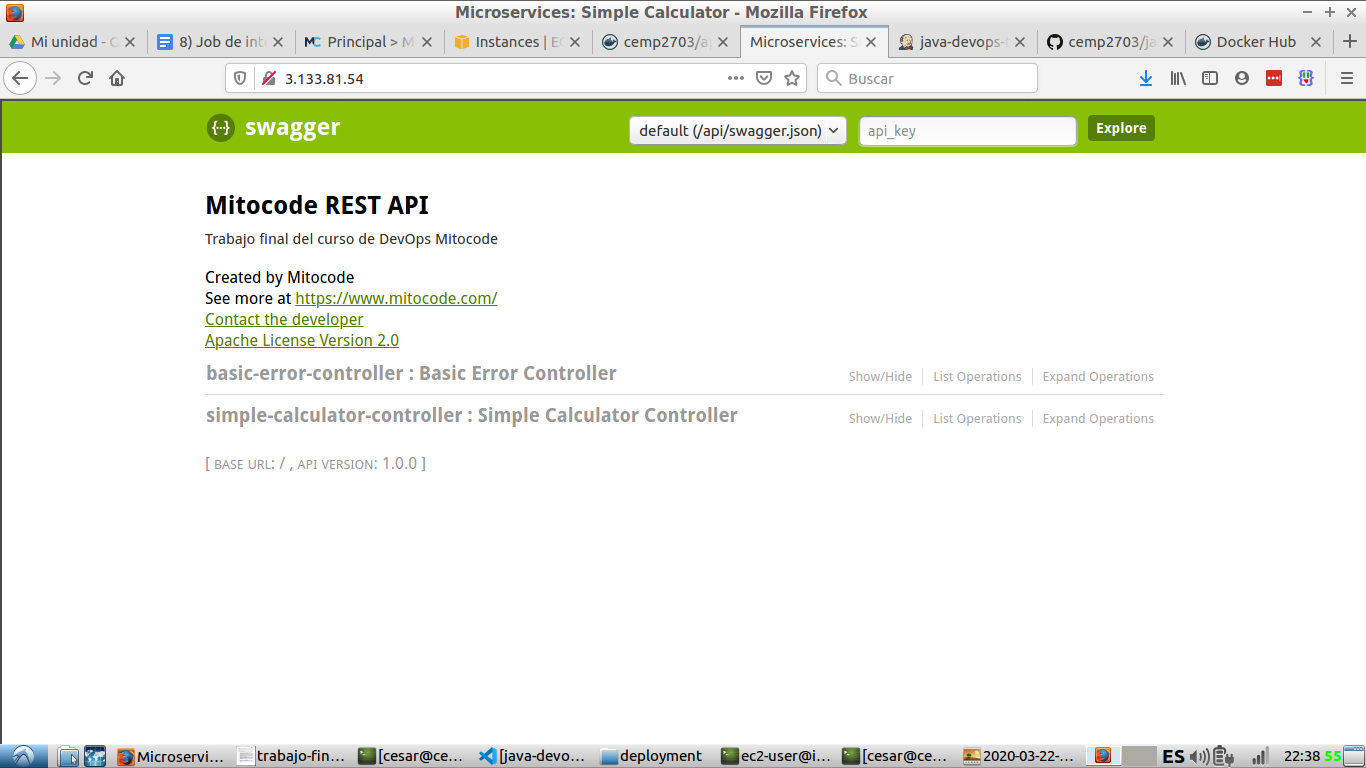 Microservices: Simple Calculator - Mozilla Firefox
Mi unidad - G
8) Job de inte
Principal > M
Instances | EC
cemp2703/ap
Microservices: S
java-devops-
cemp2703/ja
Docker Hub
3.133.81.54
Buscar
swagger
default (/api/swagger.json)
api_key
Explore
Mitocode REST API
Trabajo final del curso de DevOps Mitocode
Created by Mitocode
See more at https://www.mitocode.com/
Contact the developer
Apache License Version 2.0
basic-error-controller : Basic Error Controller
Show/Hide
List Operations
Expand Operations
simple-calculator-controller : Simple Calculator Controller
Show/Hide
List Operations
Expand Operations
[ BASE URL: / , API VERSION: 1.0.0 ]
Microservi...
trabajo-fin...
[cesar@ce...
[java-devo...
deployment
ec2-user@i...
[cesar@ce...
2020-03-22-...
ES
22:38
55